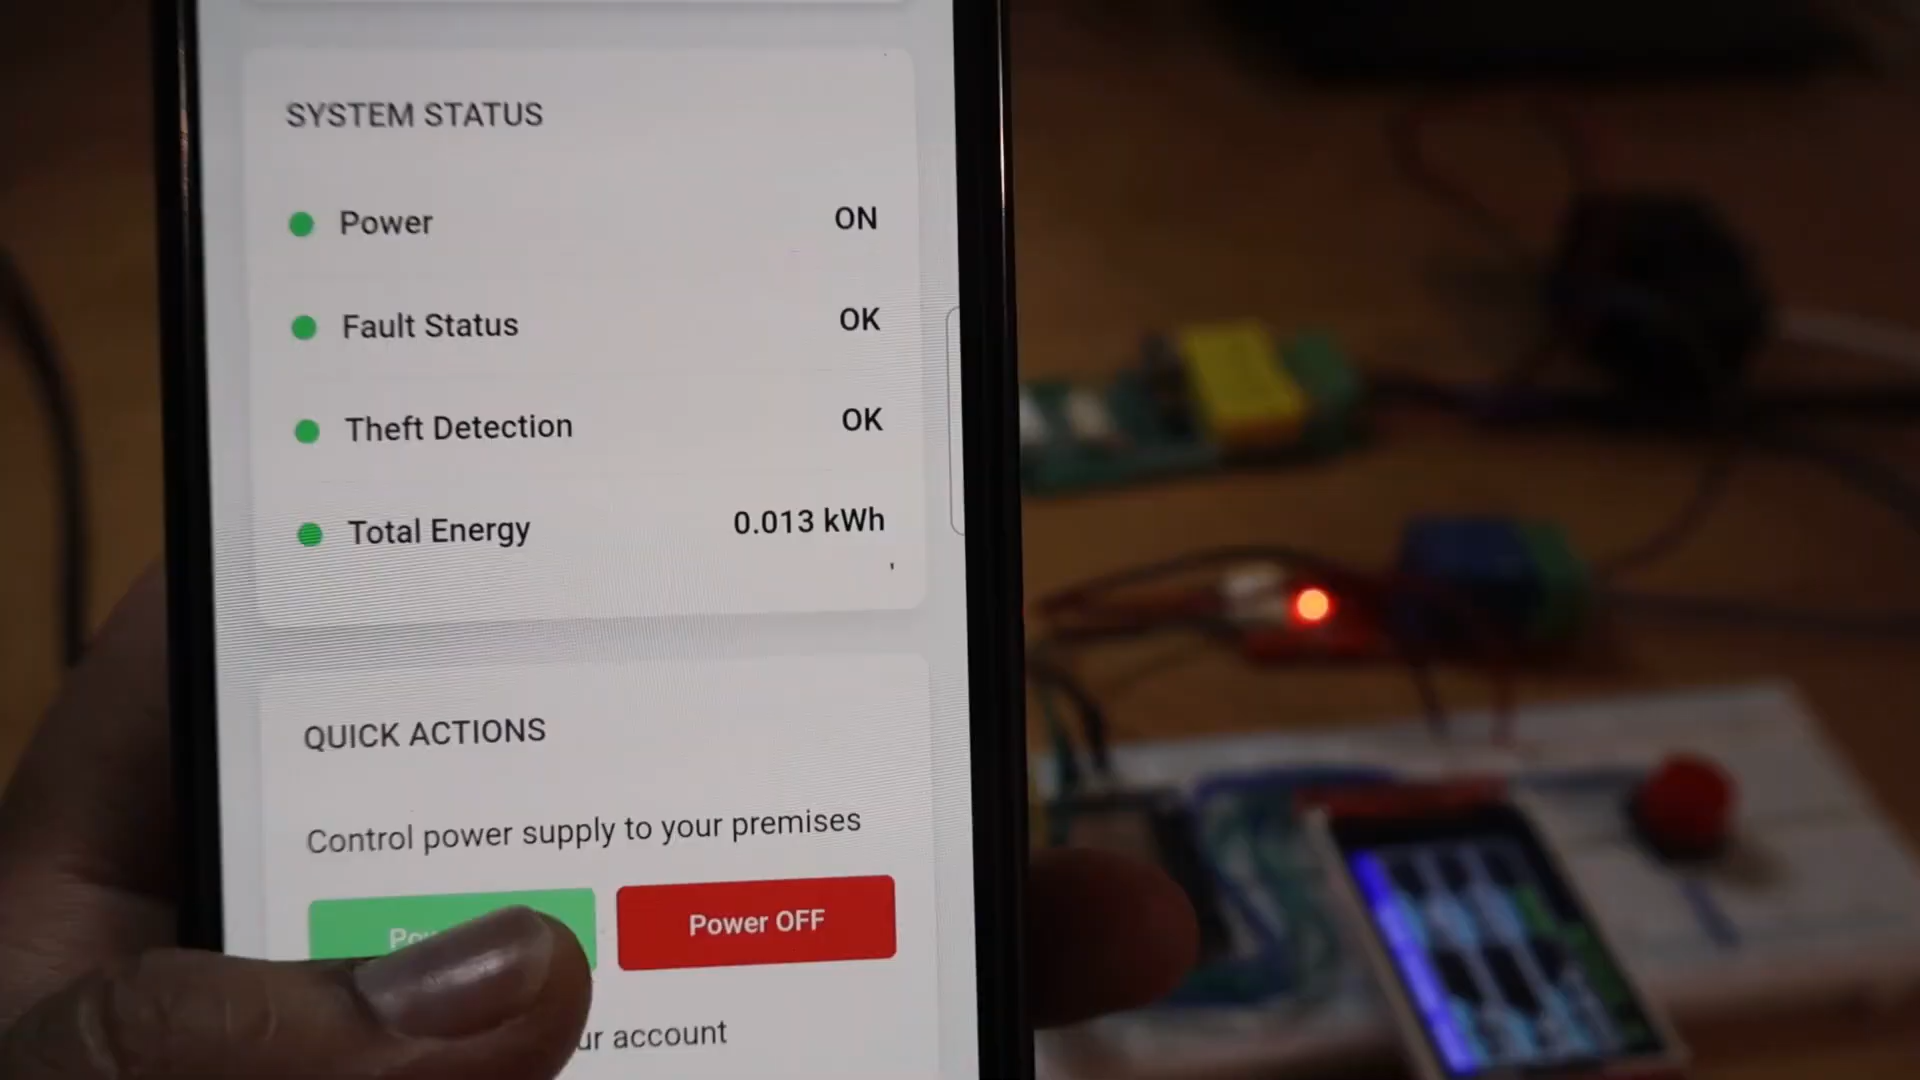 SYSTEM STATUS
Power ON
Fault Status OK
Theft Detection OK
Total Energy 0.013 kWh
QUICK ACTIONS
Control power supply to your premises
Power OFF
account